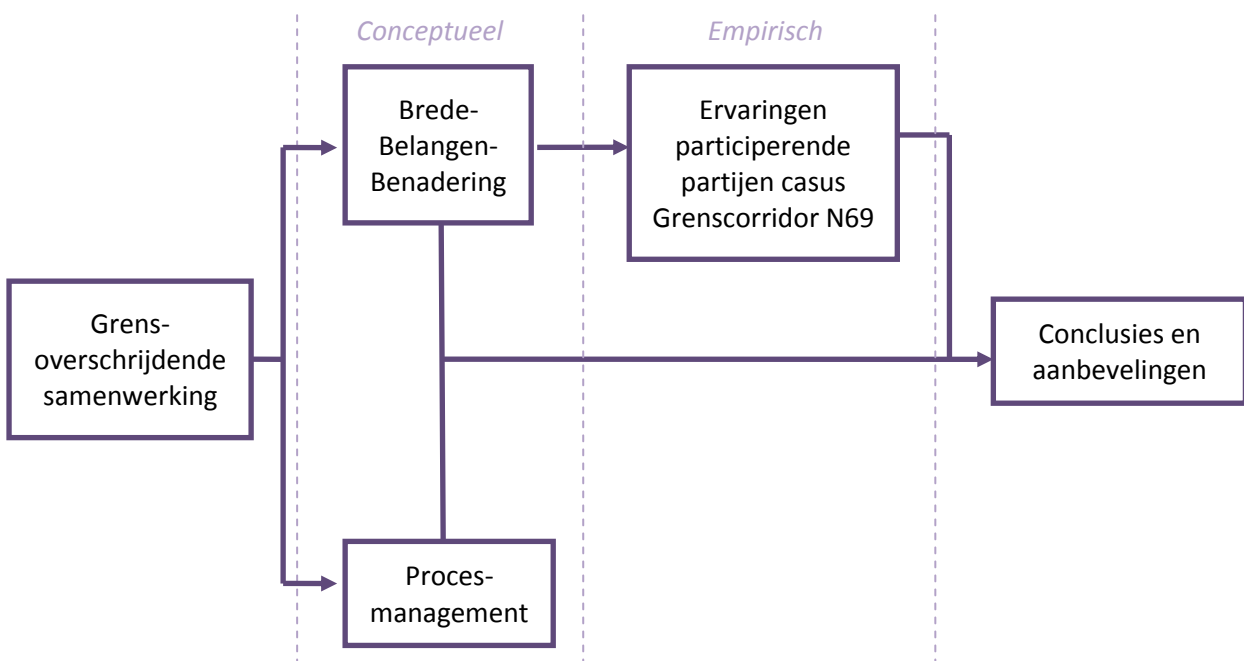 Conceptueel
Empirisch
Brede-
Belangen-
Benadering
Ervaringen
participerende
partijen casus
Grenscorridor N69
Grens-
overschrijdende
samenwerking
Conclusies en
aanbevelingen
Proces-
management